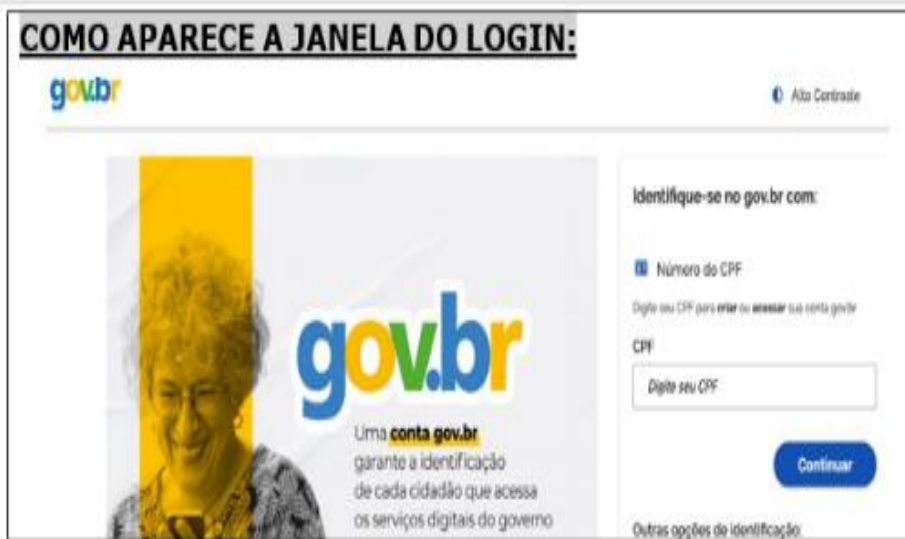 COMO APARECE A JANELA DO LOGIN:
gov.br
Alto Contraste
gov.br
Uma conta gov.br
garante a identificação
de cada cidadão que acessa
os serviços digitais do governo
Identifique-se no gov.br com:
Número do CPF
Digite seu CPF para criar ou acessar sua conta gov.br
CPF
Digite seu CPF
Continuar
Outras opções de identificação: